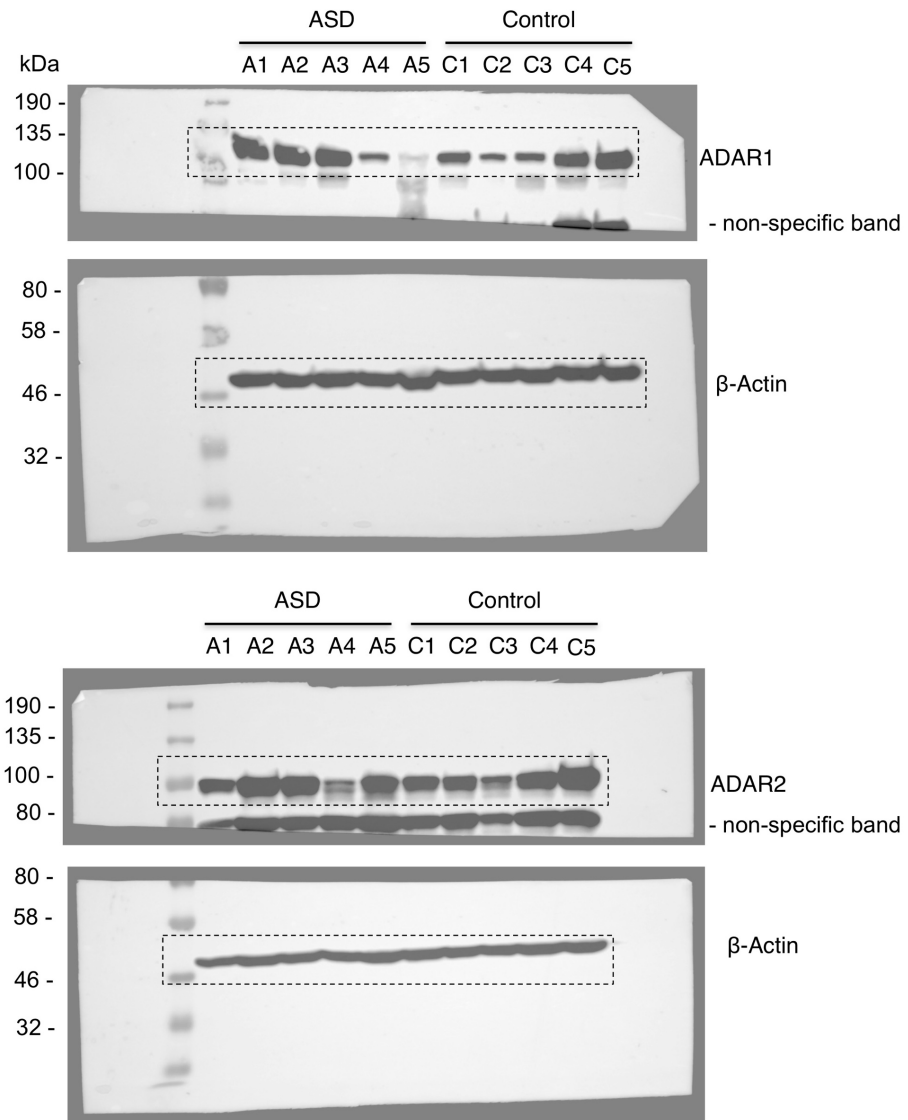 ASD Control
kDa A1 A2 A3 A4 A5 C1 C2 C3 C4 C5
190 -
135 -
ADAR1
100 -
- non-specific band
80 -
58 -
β-Actin
46 -
32 -
ASD Control
A1 A2 A3 A4 A5 C1 C2 C3 C4 C5
190 -
135 -
100 -
ADAR2
80 -
- non-specific band
80 -
58 -
β-Actin
46 -
32 -